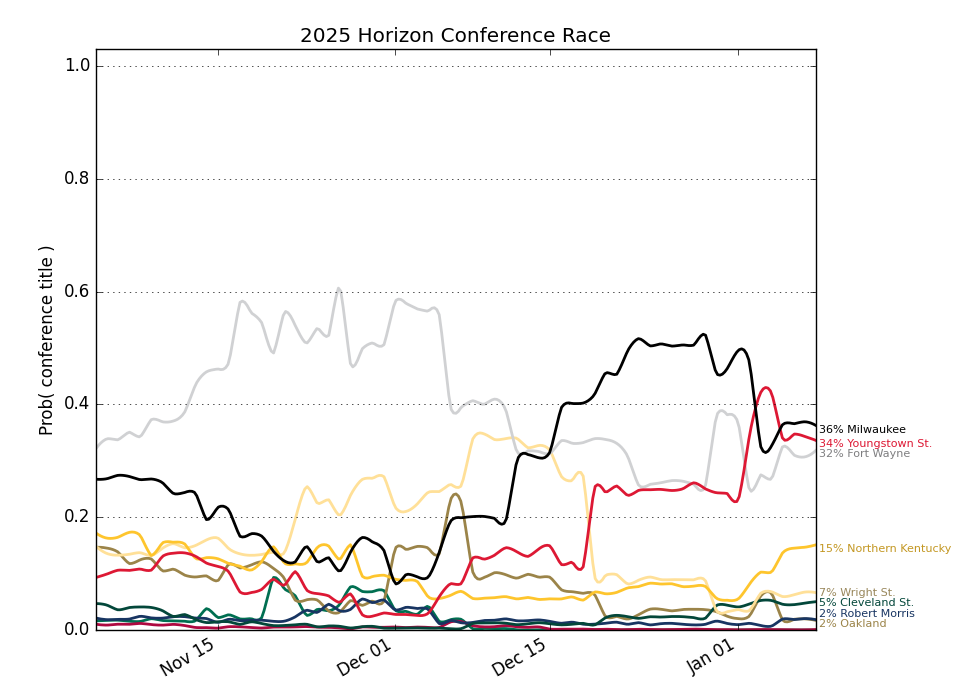 2025 Horizon Conference Race
Prob( conference title )
1.0
0.8
0.6
0.4
0.2
0.0
36% Milwaukee
34% Youngstown St.
32% Fort Wayne
15% Northern Kentucky
7% Wright St.
5% Cleveland St.
2% Robert Morris
2% Oakland
Nov 15
Dec 01
Dec 15
Jan 01